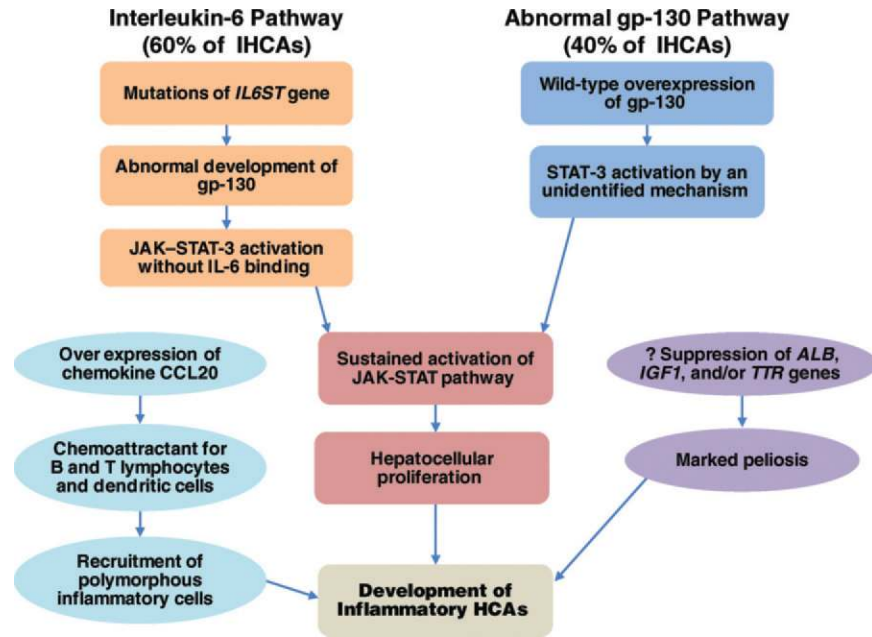 Interleukin-6 Pathway
(60% of IHCAs)
Abnormal gp-130 Pathway
(40% of IHCAs)
Mutations of IL6ST gene
Wild-type overexpression
of gp-130
Abnormal development of
gp-130
STAT-3 activation by an
unidentified mechanism
JAK–STAT-3 activation
without IL-6 binding
Over expression of
chemokine CCL20
Sustained activation of
JAK-STAT pathway
? Suppression of ALB,
IGF1, and/or TTR genes
Chemoattractant for
B and T lymphocytes
and dendritic cells
Hepatocellular
proliferation
Marked peliosis
Recruitment of
polymorphous
inflammatory cells
Development of
Inflammatory HCAs